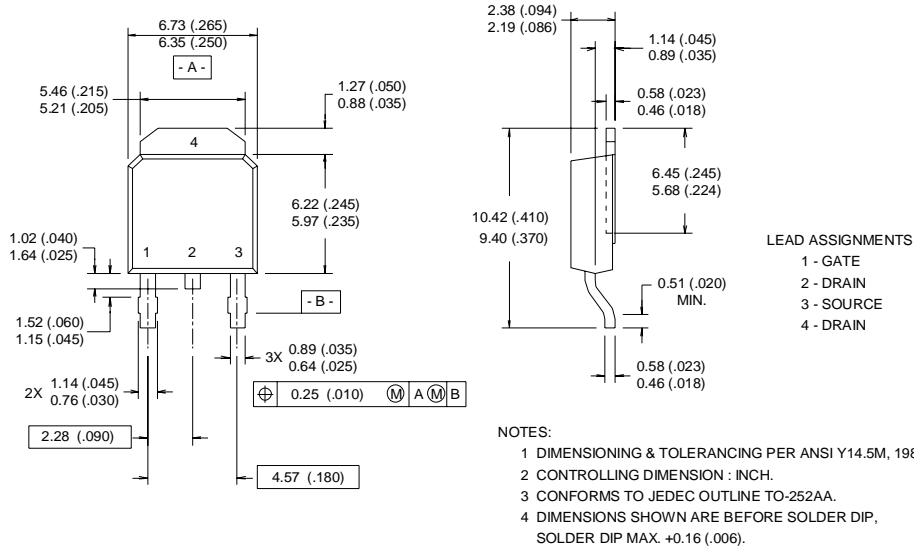 6.73 (.265)
6.35 (.250)
- A -
5.46 (.215)
5.21 (.205)
1.27 (.050)
0.88 (.035)
4
6.22 (.245)
5.97 (.235)
1.02 (.040)
1.64 (.025)
1 2 3
1.52 (.060)
1.15 (.045)
- B -
3X 0.89 (.035)
0.64 (.025)
2X 1.14 (.045)
0.76 (.030)
⌖ 0.25 (.010) Ⓜ A Ⓜ B
2.28 (.090)
4.57 (.180)
2.38 (.094)
2.19 (.086)
1.14 (.045)
0.89 (.035)
0.58 (.023)
0.46 (.018)
6.45 (.245)
5.68 (.224)
10.42 (.410)
9.40 (.370)
0.51 (.020)
MIN.
0.58 (.023)
0.46 (.018)
LEAD ASSIGNMENTS
1 - GATE
2 - DRAIN
3 - SOURCE
4 - DRAIN
NOTES:
1 DIMENSIONING & TOLERANCING PER ANSI Y14.5M, 198
2 CONTROLLING DIMENSION : INCH.
3 CONFORMS TO JEDEC OUTLINE TO-252AA.
4 DIMENSIONS SHOWN ARE BEFORE SOLDER DIP,
SOLDER DIP MAX. +0.16 (.006).